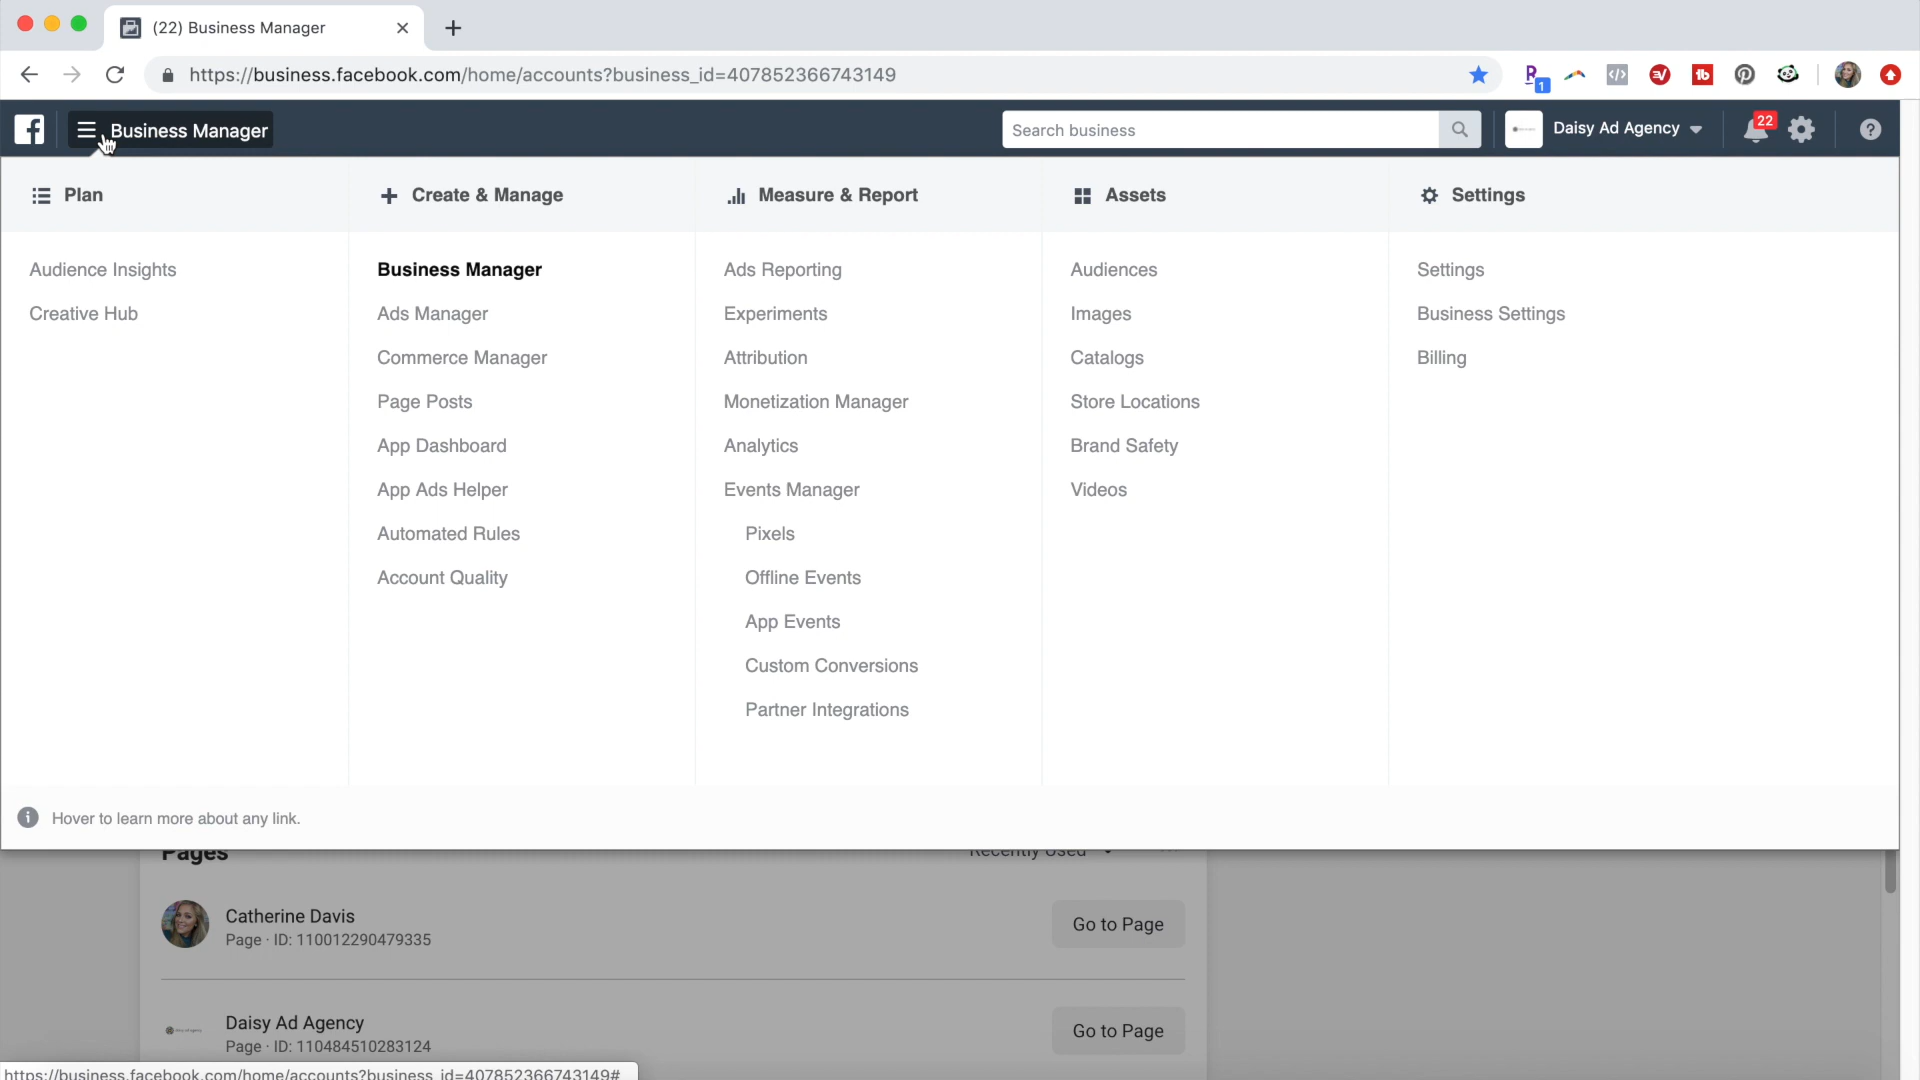 (22) Business Manager
https://business.facebook.com/home/accounts?business_id=407852366743149
1
Business Manager
Search business
Daisy Ad Agency
22
Plan
Create & Manage
Measure & Report
Assets
Settings
Audience Insights
Creative Hub
Business Manager
Ads Manager
Commerce Manager
Page Posts
App Dashboard
App Ads Helper
Automated Rules
Account Quality
Ads Reporting
Experiments
Attribution
Monetization Manager
Analytics
Events Manager
Pixels
Offline Events
App Events
Custom Conversions
Partner Integrations
Audiences
Images
Catalogs
Store Locations
Brand Safety
Videos
Settings
Business Settings
Billing
Hover to learn more about any link.
Pages
Recently Used
Catherine Davis
Page · ID: 110012290479335
Go to Page
Daisy Ad Agency
Page · ID: 110484510283124
Go to Page
https://business.facebook.com/home/accounts?business_id=407852366743149#